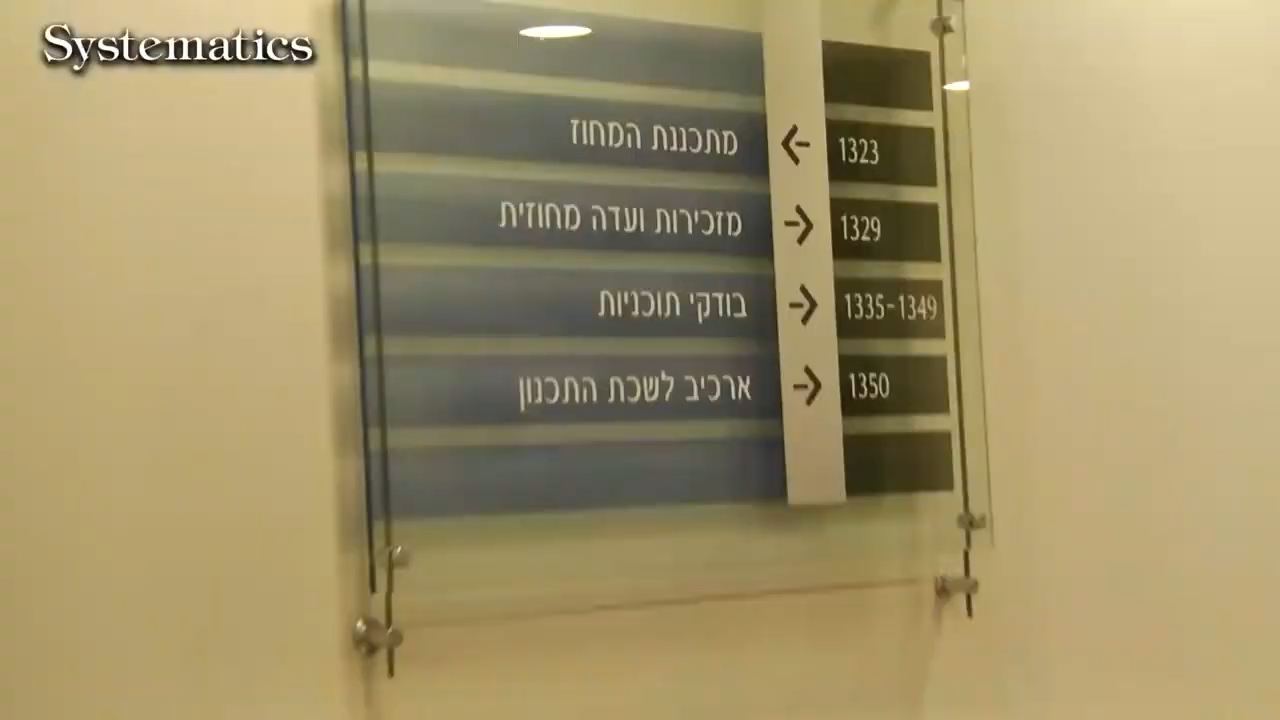 Systematics
מתכננת המחוז ← 1323
מזכירות ועדה מחוזית → 1329
בודקי תוכניות → 1335-1349
ארכיב לשכת התכנון → 1350